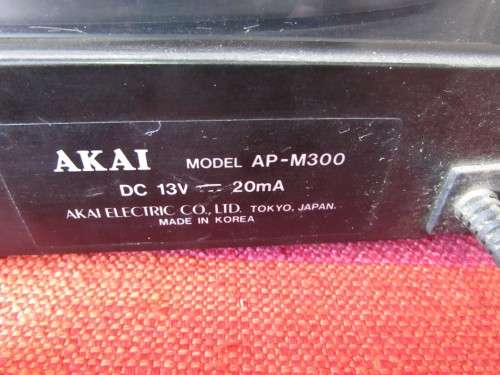 AKAI MODEL AP-M300
DC 13V ⎓ 20mA
AKAI ELECTRIC CO., LTD. TOKYO, JAPAN.
MADE IN KOREA